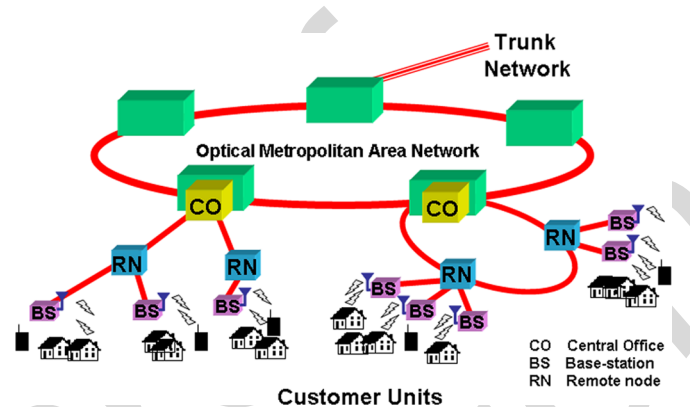 Trunk
Network
Optical Metropolitan Area Network
CO
CO
BS
RN
BS
RN
RN
BS
BS
BS
BS
RN
BS
BS
BS
CO Central Office
BS Base-station
RN Remote node
Customer Units